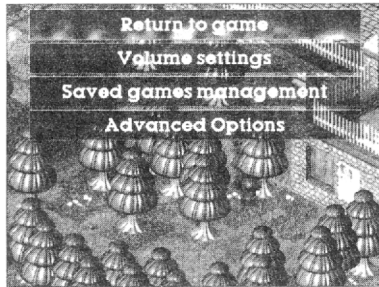 Return to game
Volume settings
Saved games management
Advanced Options